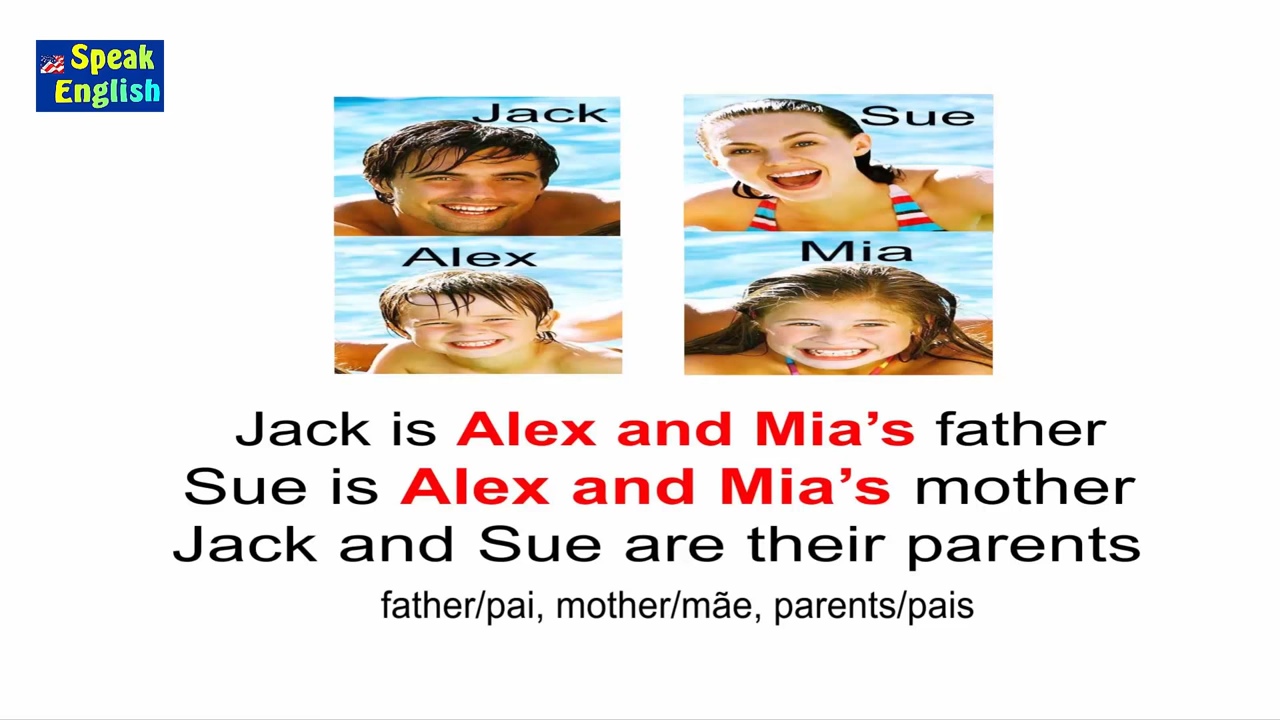 Speak
English
Jack
Sue
Alex
Mia
Jack is Alex and Mia’s father
Sue is Alex and Mia’s mother
Jack and Sue are their parents
father/pai, mother/mãe, parents/pais